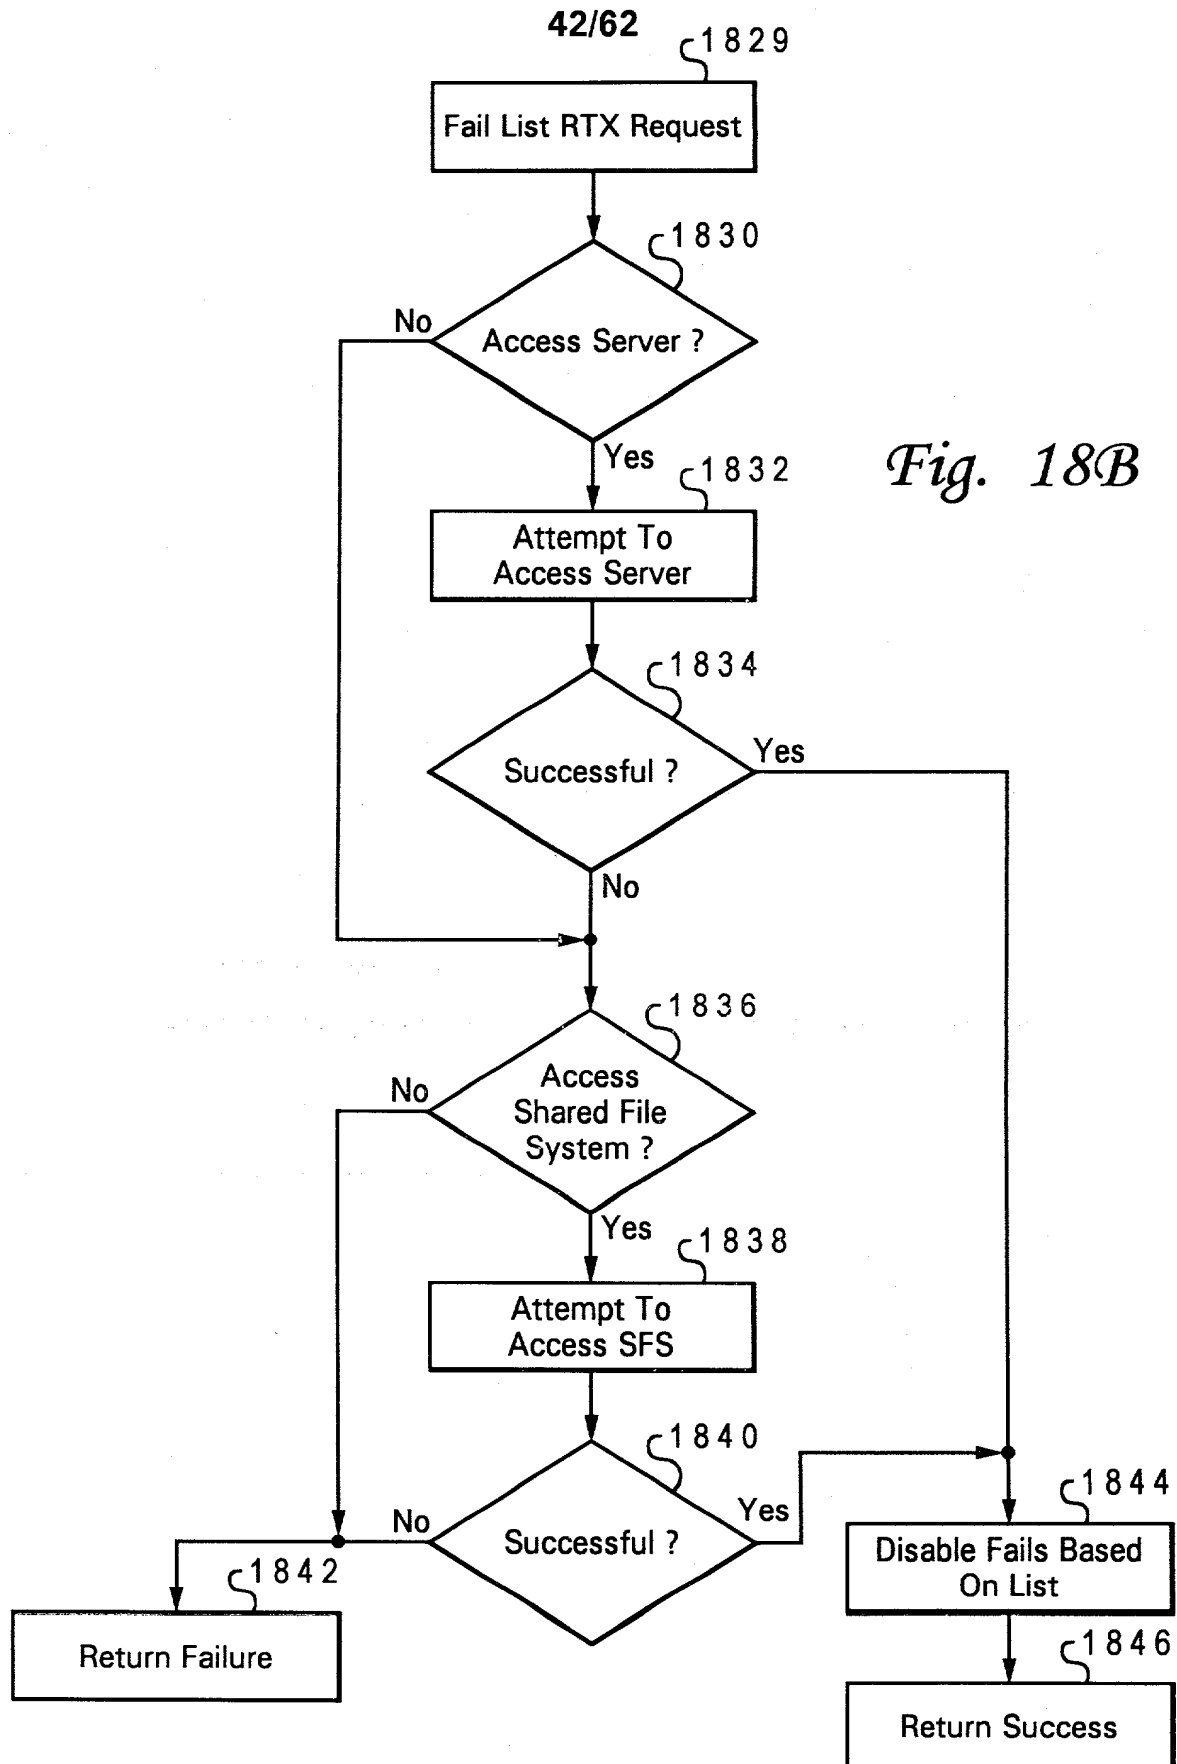 42/62
1829
Fail List RTX Request
1830
No
Access Server ?
Yes
Fig. 18B
1832
Attempt To
Access Server
1834
Yes
Successful ?
No
1836
No
Access
Shared File
System ?
Yes
1838
Attempt To
Access SFS
1840
No
Successful ?
Yes
1844
Disable Fails Based
On List
1842
Return Failure
1846
Return Success